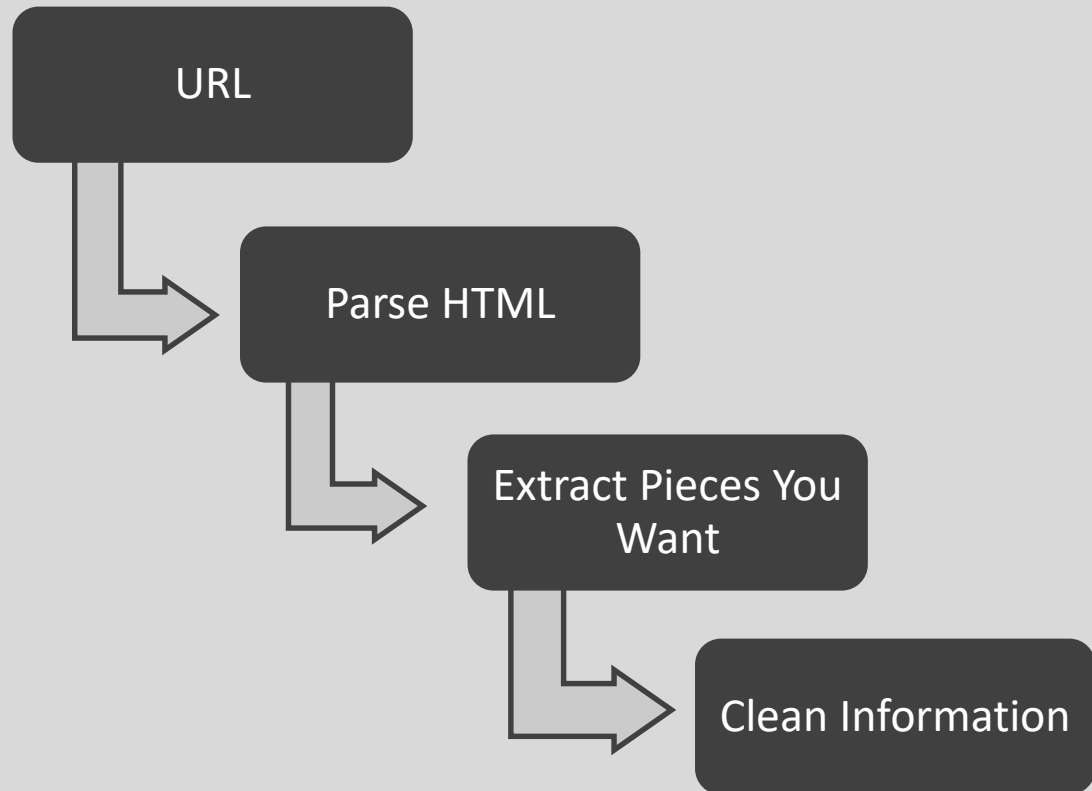 URL
Parse HTML
Extract Pieces You
Want
Clean Information